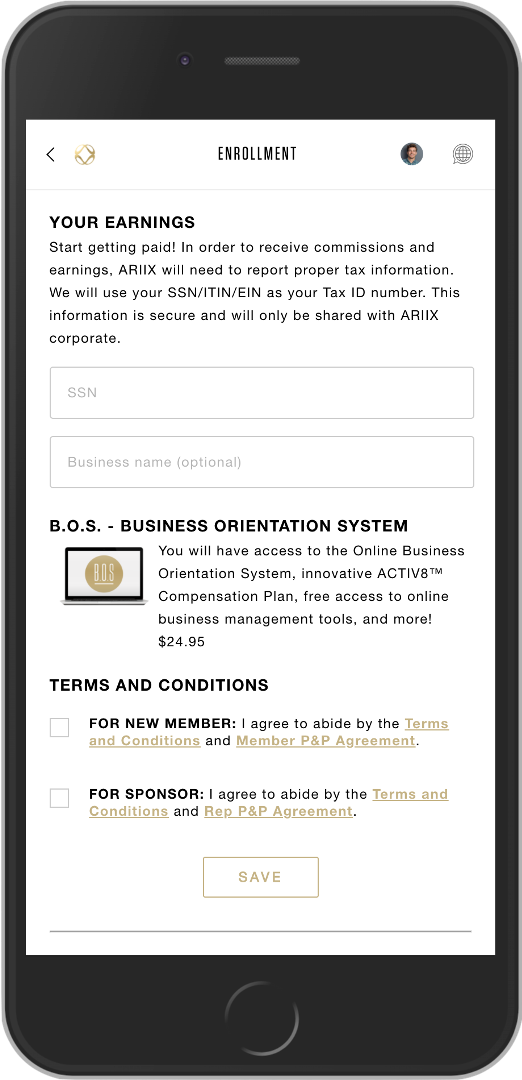 ENROLLMENT
YOUR EARNINGS
Start getting paid! In order to receive commissions and
earnings, ARIIX will need to report proper tax information.
We will use your SSN/ITIN/EIN as your Tax ID number. This
information is secure and will only be shared with ARIIX
corporate.
SSN
Business name (optional)
B.O.S. - BUSINESS ORIENTATION SYSTEM
B.O.S
You will have access to the Online Business
Orientation System, innovative ACTIV8™
Compensation Plan, free access to online
business management tools, and more!
$24.95
TERMS AND CONDITIONS
FOR NEW MEMBER: I agree to abide by the Terms
and Conditions and Member P&P Agreement.
FOR SPONSOR: I agree to abide by the Terms and
Conditions and Rep P&P Agreement.
SAVE